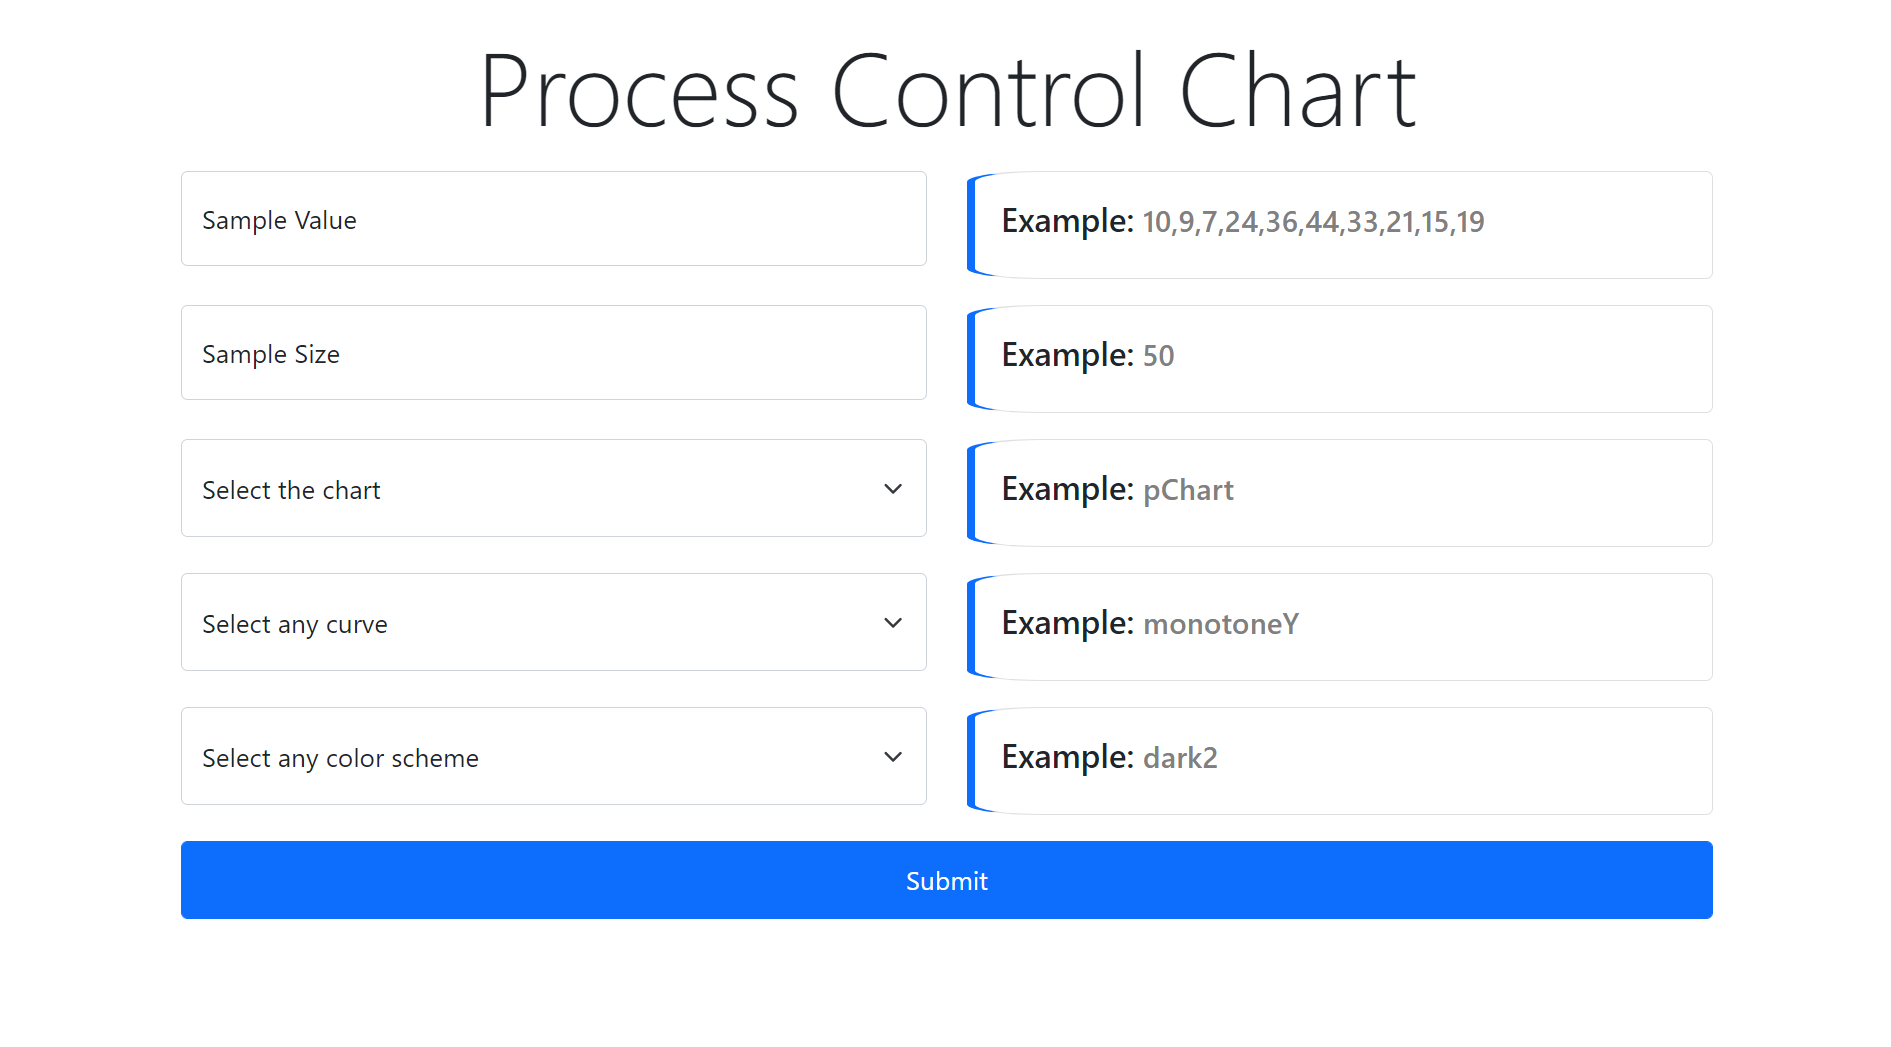 Process Control Chart
Sample Value
Example: 10,9,7,24,36,44,33,21,15,19
Sample Size
Example: 50
Select the chart
Example: pChart
Select any curve
Example: monotoneY
Select any color scheme
Example: dark2
Submit